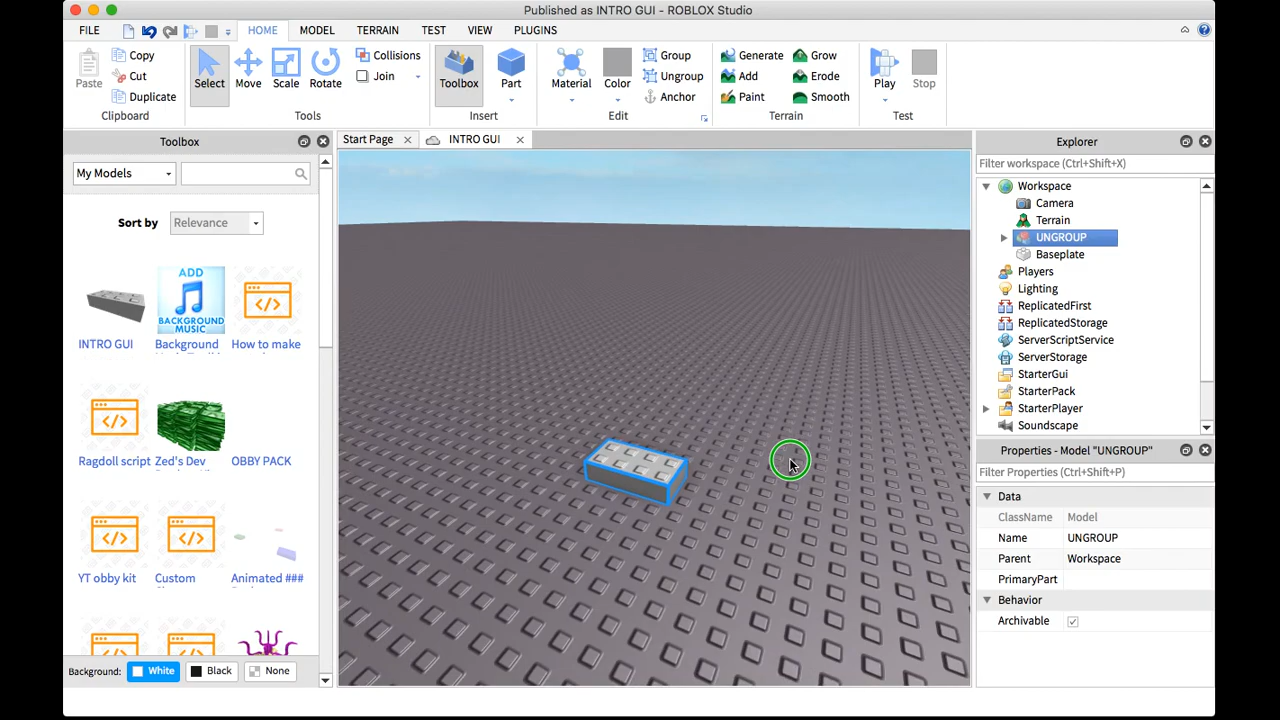 Published as INTRO GUI - ROBLOX Studio
FILE HOME MODEL TERRAIN TEST VIEW PLUGINS
Paste
Copy
Cut
Duplicate
Clipboard
Select Move Scale Rotate
Collisions
Join
Tools
Toolbox Part
Insert
Material Color
Group
Ungroup
Anchor
Edit
Generate Grow
Add Erode
Paint Smooth
Terrain
Play Stop
Test
Toolbox
My Models
Sort by Relevance
INTRO GUI
ADD
BACKGROUND
MUSIC
Background
How to make
Ragdoll script Zed's Dev OBBY PACK
YT obby kit Custom Animated ###
Background: White Black None
Start Page INTRO GUI
Explorer
Filter workspace (Ctrl+Shift+X)
Workspace
Camera
Terrain
UNGROUP
Baseplate
Players
Lighting
ReplicatedFirst
ReplicatedStorage
ServerScriptService
ServerStorage
StarterGui
StarterPack
StarterPlayer
Soundscape
Properties - Model "UNGROUP"
Filter Properties (Ctrl+Shift+P)
Data
ClassName Model
Name UNGROUP
Parent Workspace
PrimaryPart
Behavior
Archivable